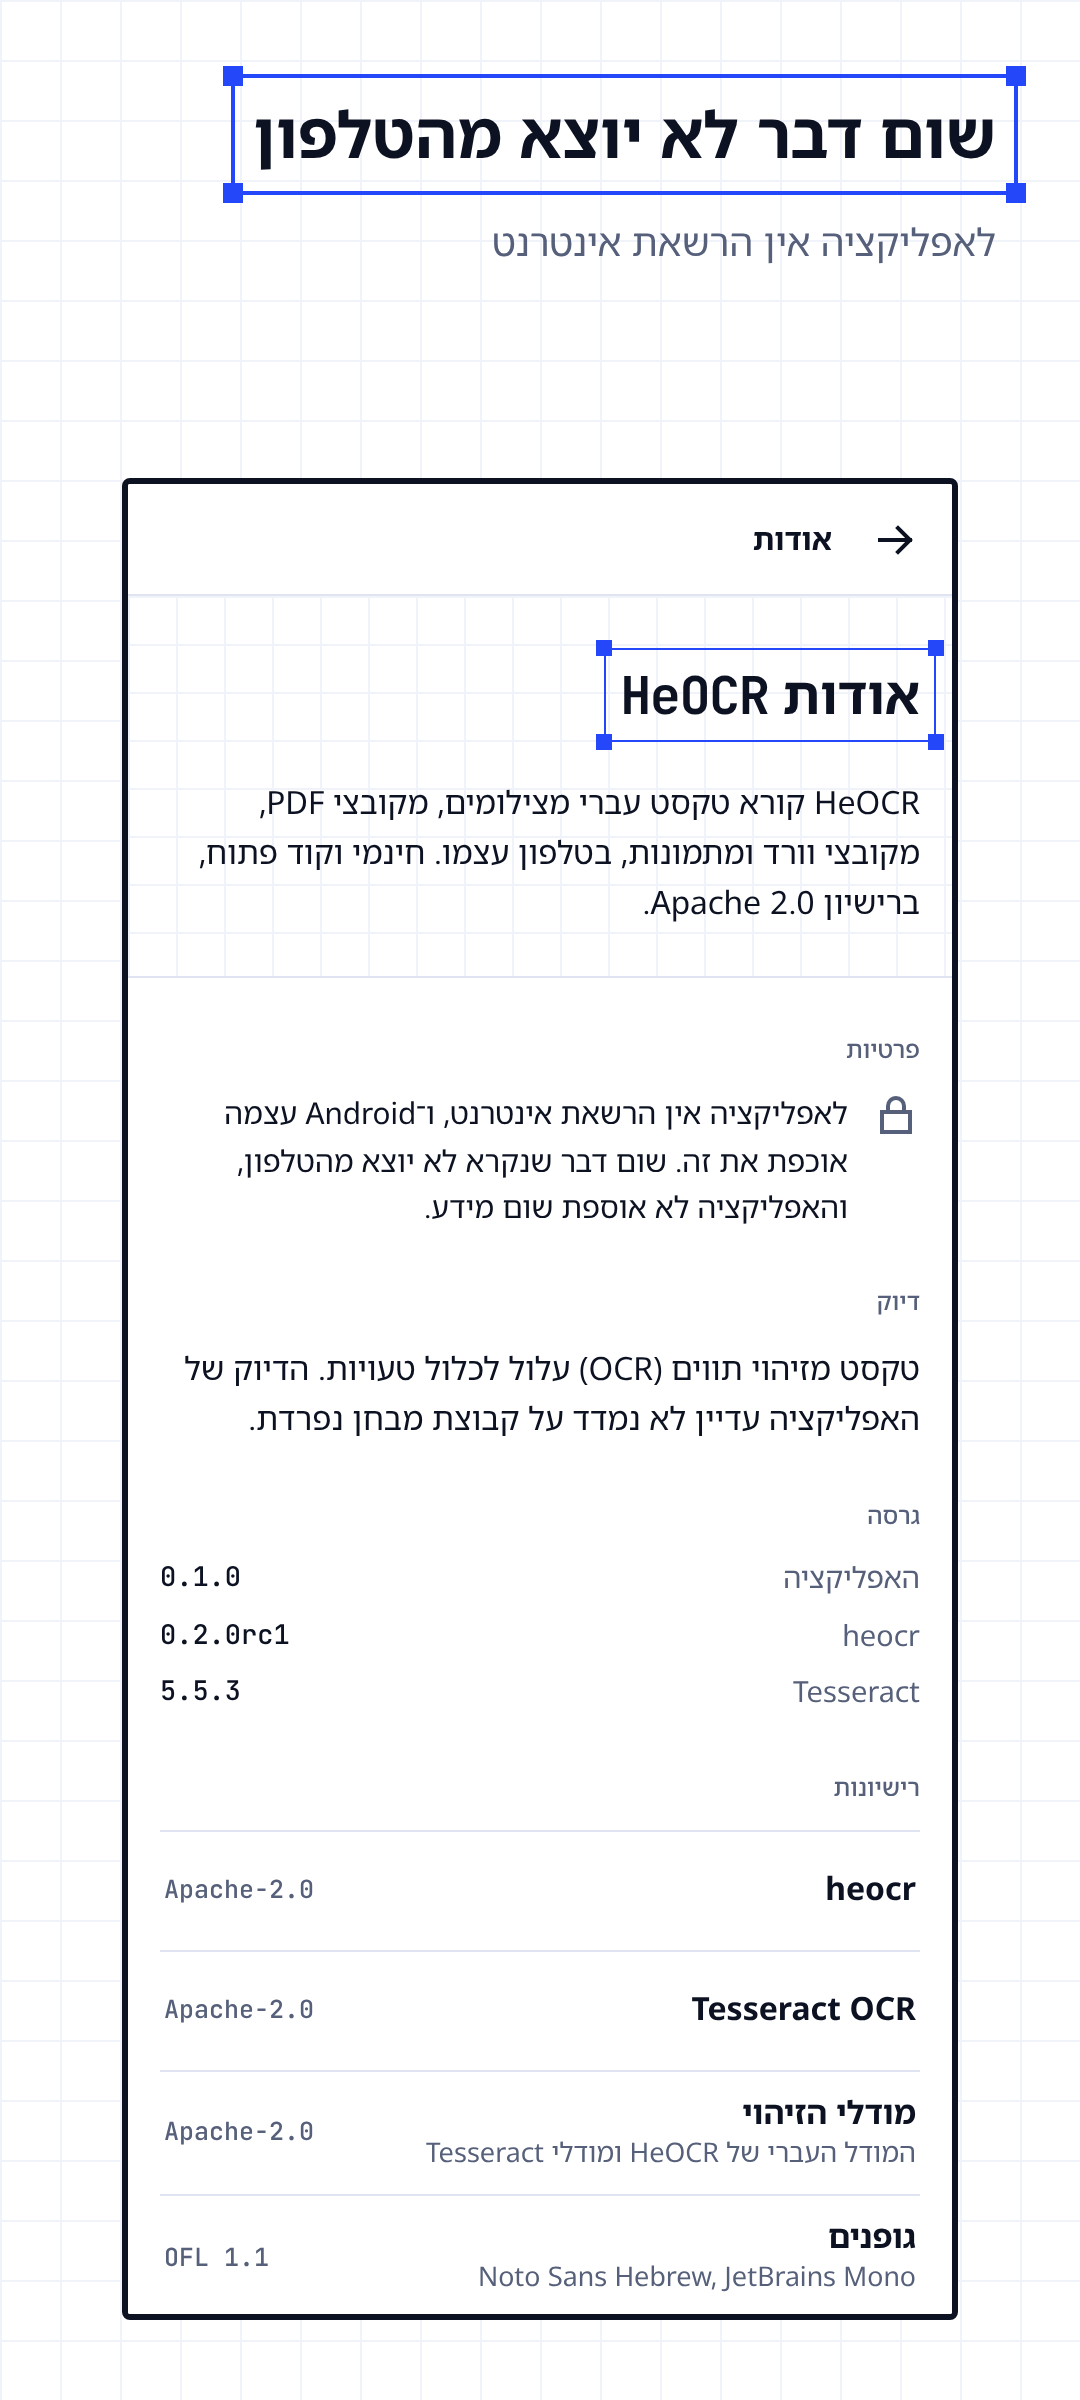 שום דבר לא יוצא מהטלפון
לאפליקציה אין הרשאת אינטרנט
אודות
אודות HeOCR
HeOCR קורא טקסט עברי מצילומים, מקובצי PDF,
מקובצי וורד ומתמונות, בטלפון עצמו. חינמי וקוד פתוח,
ברישיון Apache 2.0.
פרטיות
לאפליקציה אין הרשאת אינטרנט, ו־Android עצמה
אוכפת את זה. שום דבר שנקרא לא יוצא מהטלפון,
והאפליקציה לא אוספת שום מידע.
דיוק
טקסט מזיהוי תווים (OCR) עלול לכלול טעויות. הדיוק של
האפליקציה עדיין לא נמדד על קבוצת מבחן נפרדת.
גרסה
האפליקציה 0.1.0
heocr 0.2.0rc1
Tesseract 5.5.3
רישיונות
heocr Apache-2.0
Tesseract OCR Apache-2.0
מודלי הזיהוי
המודל העברי של HeOCR ומודלי Tesseract
Apache-2.0
גופנים
Noto Sans Hebrew, JetBrains Mono
OFL 1.1